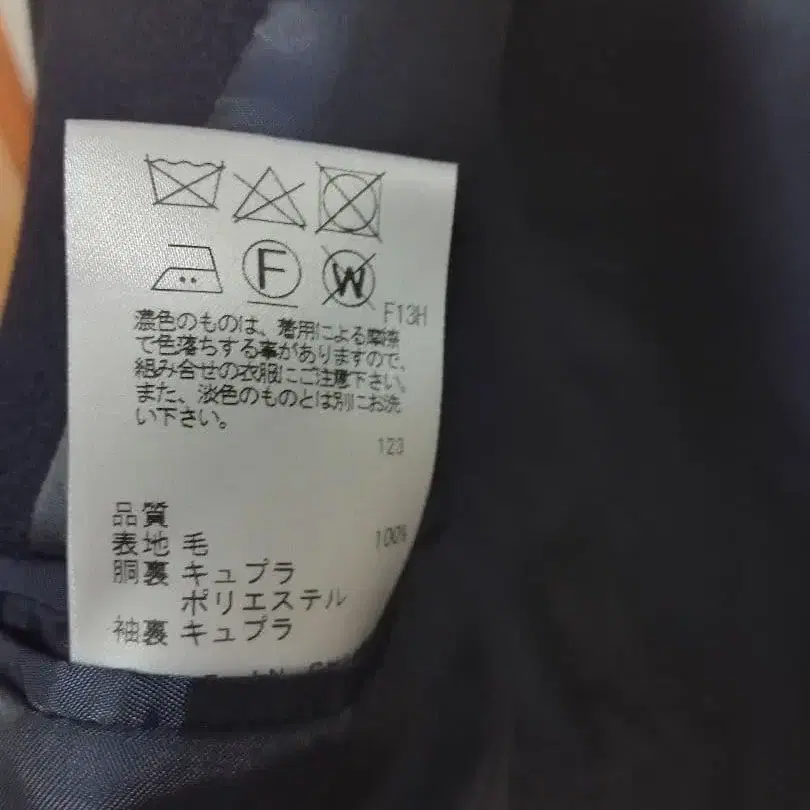 F
W
F13H
濃色のものは、着用による摩擦
で色落ちする事がありますので、
組み合せの衣服にご注意下さい。
また、淡色のものとは別にお洗
い下さい。
123
品質
表地 毛 100%
胴裏 キュプラ
ポリエステル
袖裏 キュプラ